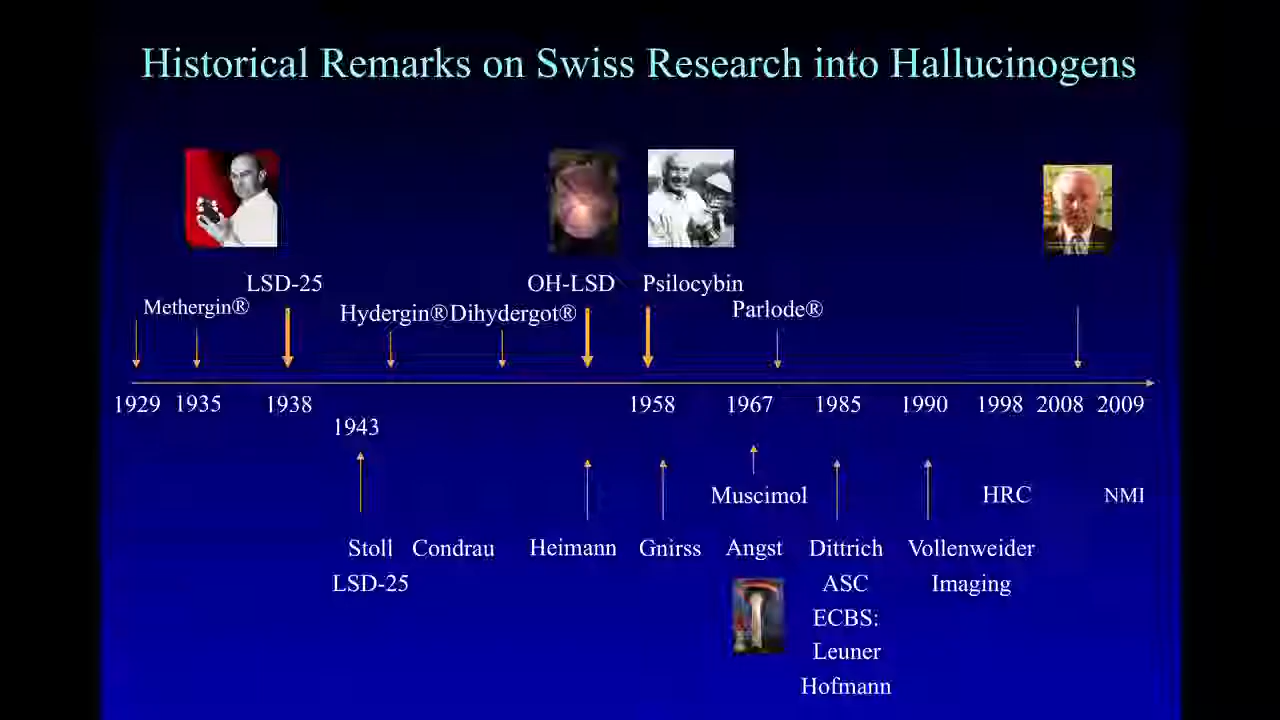 Historical Remarks on Swiss Research into Hallucinogens
LSD-25
OH-LSD
Psilocybin
Methergin®
Hydergin®
Dihydergot®
Parlode®
1929
1935
1938
1958
1967
1985
1990
1998
2008
2009
1943
Muscimol
HRC
NMI
Stoll
Condrau
Heimann
Gnirss
Angst
Dittrich
Vollenweider
LSD-25
ASC
Imaging
ECBS:
Leuner
Hofmann